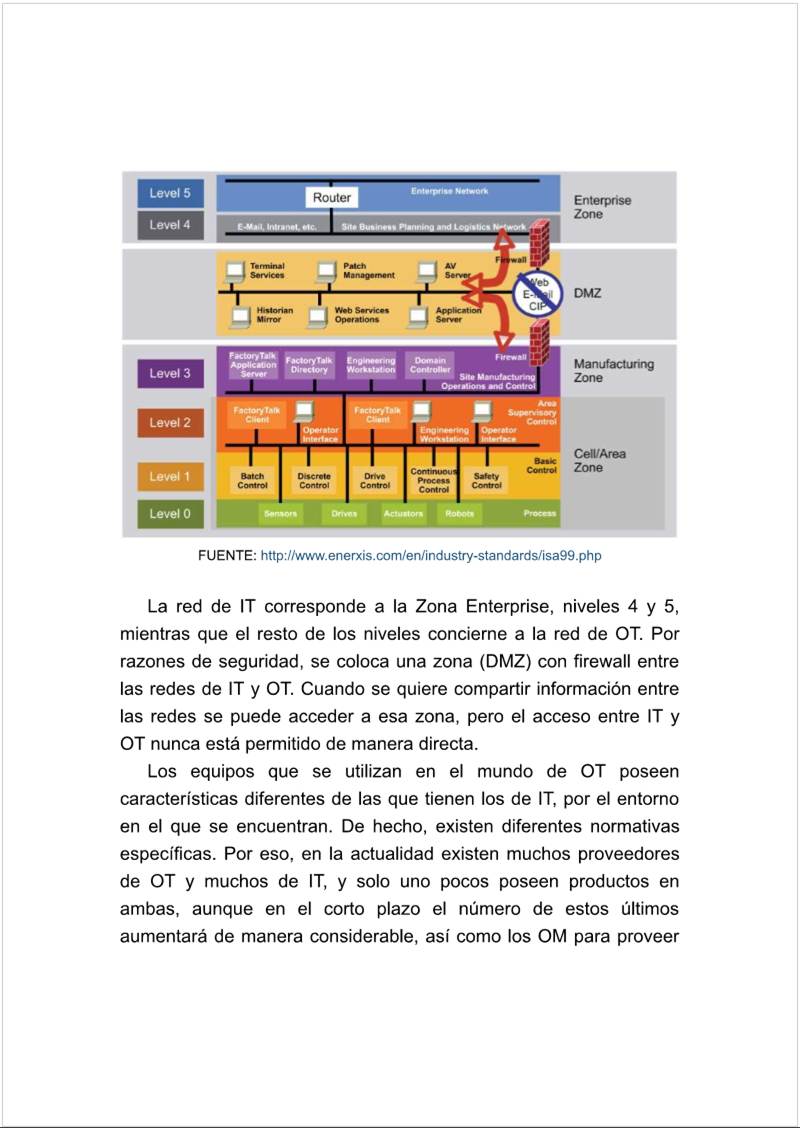 Level 5
Enterprise Network
Router
Enterprise
Zone
Level 4
E-Mail, Intranet, etc.
Site Business Planning and Logistics Network
Firewall
Terminal
Services
Patch
Management
AV
Server
Web
E-Mail
CIP
DMZ
Historian
Mirror
Web Services
Operations
Application
Server
Firewall
Level 3
FactoryTalk
Application
Server
FactoryTalk
Directory
Engineering
Workstation
Domain
Controller
Site Manufacturing
Operations and Control
Manufacturing
Zone
Level 2
FactoryTalk
Client
Operator
Interface
FactoryTalk
Client
Engineering
Workstation
Operator
Interface
Area
Supervisory
Control
Cell/Area
Zone
Level 1
Batch
Control
Discrete
Control
Drive
Control
Continuous
Process
Control
Safety
Control
Basic
Control
Level 0
Sensors
Drives
Actuators
Robots
Process
FUENTE: http://www.enerxis.com/en/industry-standards/isa99.php
La red de IT corresponde a la Zona Enterprise, niveles 4 y 5,
mientras que el resto de los niveles concierne a la red de OT. Por
razones de seguridad, se coloca una zona (DMZ) con firewall entre
las redes de IT y OT. Cuando se quiere compartir información entre
las redes se puede acceder a esa zona, pero el acceso entre IT y
OT nunca está permitido de manera directa.
Los equipos que se utilizan en el mundo de OT poseen
características diferentes de las que tienen los de IT, por el entorno
en el que se encuentran. De hecho, existen diferentes normativas
específicas. Por eso, en la actualidad existen muchos proveedores
de OT y muchos de IT, y solo uno pocos poseen productos en
ambas, aunque en el corto plazo el número de estos últimos
aumentará de manera considerable, así como los OM para proveer